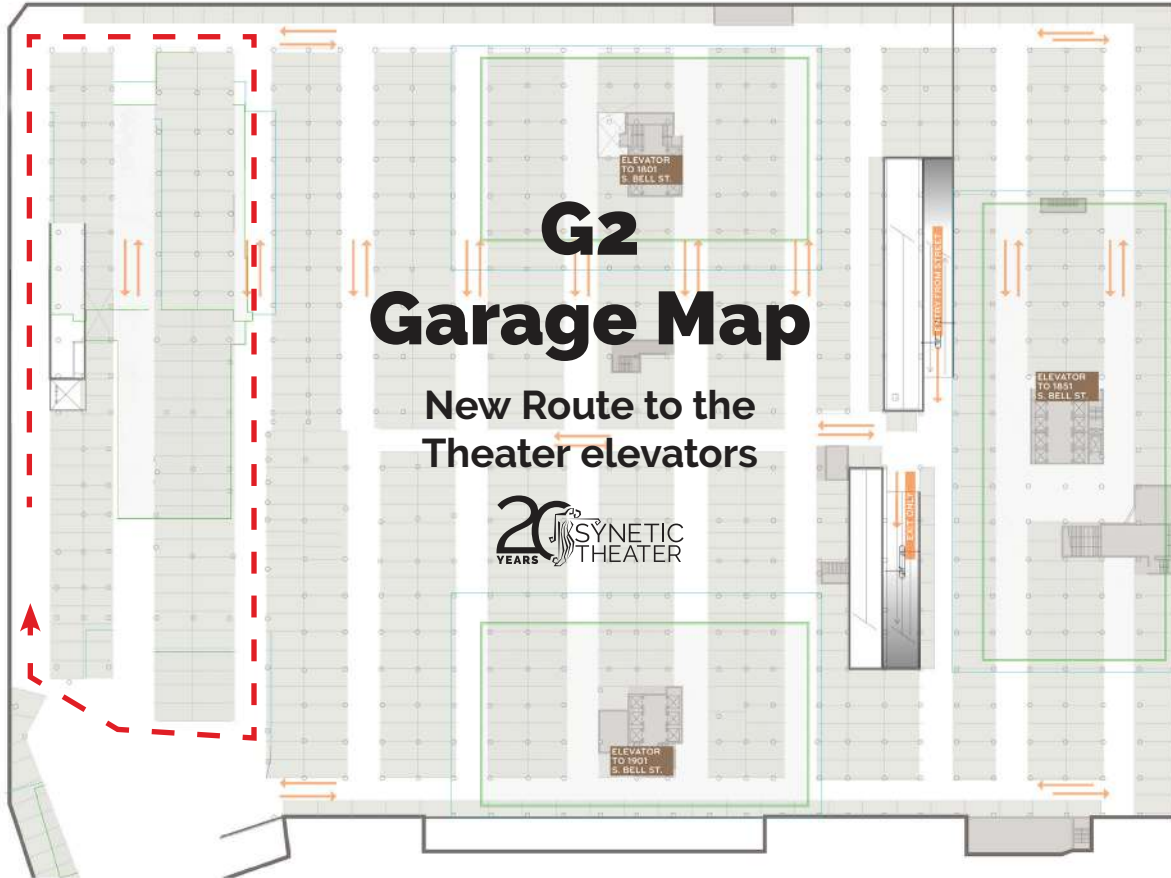 ELEVATOR
TO 1801
S. BELL ST.
G2
Garage Map
New Route to the
Theater elevators
20
YEARS
SYNETIC
THEATER
ENTRY FROM STREET
ELEVATOR
TO 1851
S. BELL ST.
EXIT ONLY
ELEVATOR
TO 1901
S. BELL ST.